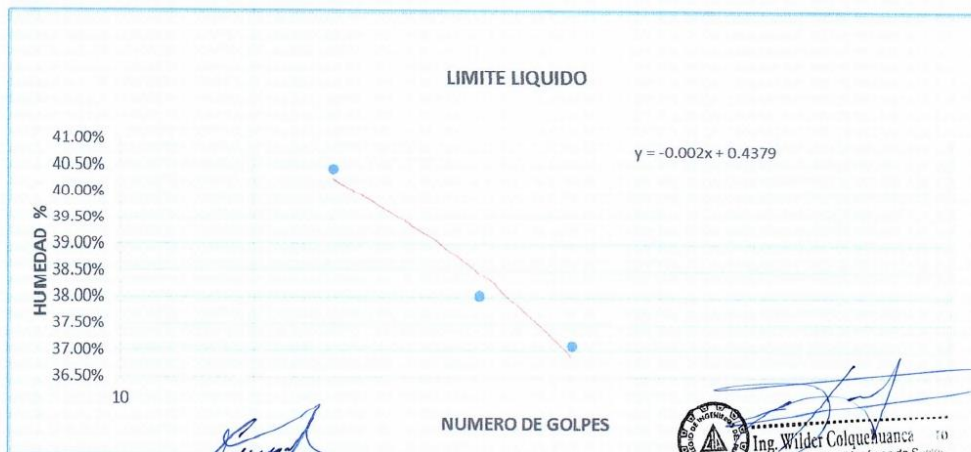 LIMITE LIQUIDO
y = -0.002x + 0.4379
HUMEDAD %
41.00%
40.50%
40.00%
39.50%
39.00%
38.50%
38.00%
37.50%
37.00%
36.50%
10
NUMERO DE GOLPES
Ing. Wilder Colquehuanca